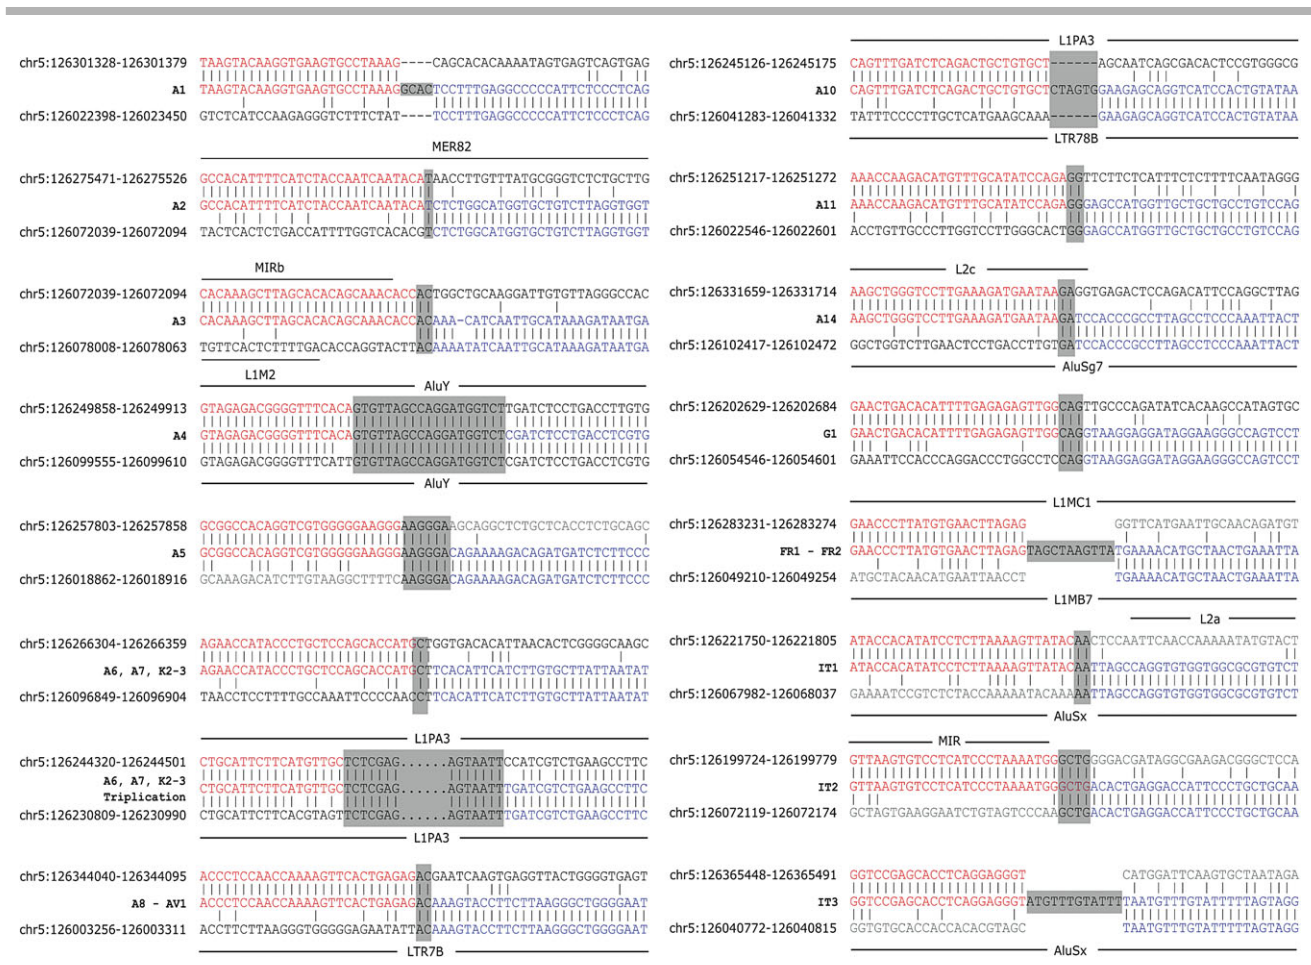 chr5:126301328-126301379 TAAGTACAAGGTGAAGTGCCTAAAG----CAGCACACAAAATAGTGAGTCAGTGAG
A1 TAAGTACAAGGTGAAGTGCCTAAAGGCACTCCTTTGAGGCCCCCATTCTCCCTCAG
chr5:126022398-126023450 GTCTCATCCAAGAGGGTCTTTCTAT----TCCTTTGAGGCCCCCATTCTCCCTCAG
MER82
chr5:126275471-126275526 GCCACATTTTCATCTACCAATCAATACATAACCTTGTTTATGCGGGTCTCTGCTTG
A2 GCCACATTTTCATCTACCAATCAATACATCTCTGGCATGGTGCTGTCTTAGGTGGT
chr5:126072039-126072094 TACTCACTCTGACCATTTTGGTCACACGTCTCTGGCATGGTGCTGTCTTAGGTGGT
MIRb
chr5:126072039-126072094 CACAAAGCTTAGCACACAGCAAACACCACTGGCTGCAAGGATTGTGTTAGGGCCAC
A3 CACAAAGCTTAGCACACAGCAAACACCACAAA-CATCAATTGCATAAAGATAATGA
chr5:126078008-126078063 TGTTCACTCTTTTGACACCAGGTACTTACAAAATATCAATTGCATAAAGATAATGA
L1M2
AluY
chr5:126249858-126249913 GTAGAGACGGGGTTTCACAGTGTTAGCCAGGATGGTCTTGATCTCCTGACCTTGTG
A4 GTAGAGACGGGGTTTCACAGTGTTAGCCAGGATGGTCTCGATCTCCTGACCTCGTG
chr5:126099555-126099610 GTAGAGACGGGGTTTCATTGTGTTAGCCAGGATGGTCTCGATCTCCTGACCTCGTG
AluY
chr5:126257803-126257858 GCGGCCACAGGTCGTGGGGGAAGGGAAGGGAAGCAGGCTCTGCTCACCTCTGCAGC
A5 GCGGCCACAGGTCGTGGGGGAAGGGAAGGGACAGAAAAGACAGATGATCTCTTCCC
chr5:126018862-126018916 GCAAAGACATCTTGTAAGGCTTTTCAAGGGACAGAAAAGACAGATGATCTCTTCCC
chr5:126266304-126266359 AGAACCATACCCTGCTCCAGCACCATGCTGGTGACACATTAACACTCGGGGCAAGC
A6, A7, K2-3 AGAACCATACCCTGCTCCAGCACCATGCTTCACATTCATCTTGTGCTTATTAATAT
chr5:126096849-126096904 TAACCTCCTTTTGCCAAATTCCCCAACCTTCACATTCATCTTGTGCTTATTAATAT
L1PA3
chr5:126244320-126244501 CTGCATTCTTCATGTTGCTCTCGAG......AGTAATTCCATCGTCTGAAGCCTTC
A6, A7, K2-3
Triplication CTGCATTCTTCATGTTGCTCTCGAG......AGTAATTTGATCGTCTGAAGCCTTC
chr5:126230809-126230990 CTGCATTCTTCACGTAGTTCTCGAG......AGTAATTTGATCGTCTGAAGCCTTC
L1PA3
chr5:126344040-126344095 ACCCTCCAACCAAAAGTTCACTGAGAGACGAATCAAGTGAGGTTACTGGGTGAGT
A8 - AV1 ACCCTCCAACCAAAAGTTCACTGAGAGACAAAGTACCTTCTTAAGGGCTGGGGAAT
chr5:126003256-126003311 ACCTTCTTAAGGGTGGGGGAGAATATTACAAAGTACCTTCTTAAGGGCTGGGGAAT
LTR7B
L1PA3
chr5:126245126-126245175 CAGTTTGATCTCAGACTGCTGTGCT------AGCAATCAGCGACACTCCGTGGGCG
A10 CAGTTTGATCTCAGACTGCTGTGCTCTAGTGGAAGAGCAGGTCATCCACTGTATAA
chr5:126041283-126041332 TATTTCCCCTTGCTCATGAAGCAAA------GAAGAGCAGGTCATCCACTGTATAA
LTR78B
chr5:126251217-126251272 AAACCAAGACATGTTTGCATATCCAGAGGTTCTTCTCATTTCTCTTTTCAATAGGG
A11 AAACCAAGACATGTTTGCATATCCAGAGGGAGCCATGGTTGCTGCTGCCTGTCCAG
chr5:126022546-126022601 ACCTGTTGCCCTTGGTCCTTGGGCACTGGGAGCCATGGTTGCTGCTGCCTGTCCAG
L2c
chr5:126331659-126331714 AAGCTGGGTCCTTGAAAGATGAATAAGAGGTGAGACTCCAGACATTCCAGGCTTAG
A14 AAGCTGGGTCCTTGAAAGATGAATAAGATCCACCCGCCTTAGCCTCCCAAATTACT
chr5:126102417-126102472 GGCTGGTCTTGAACTCCTGACCTTGTGATCCACCCGCCTTAGCCTCCCAAATTACT
AluSg7
chr5:126202629-126202684 GAACTGACACATTTTGAGAGAGTTGGCAGTTGCCCAGATATCACAAGCCATAGTGC
G1 GAACTGACACATTTTGAGAGAGTTGGCAGGTAAGGAGGATAGGAAGGGCCAGTCCT
chr5:126054546-126054601 GAAATTCCACCCAGGACCCTGGCCTCCAGGTAAGGAGGATAGGAAGGGCCAGTCCT
L1MC1
chr5:126283231-126283274 GAACCCTTATGTGAACTTAGAG GGTTCATGAATTGCAACAGATGT
FR1 - FR2 GAACCCTTATGTGAACTTAGAGTAGCTAAGTTATGAAAACATGCTAACTGAAATTA
chr5:126049210-126049254 ATGCTACAACATGAATTAACCT TGAAAACATGCTAACTGAAATTA
L1MB7
L2a
chr5:126221750-126221805 ATACCACATATCCTCTTAAAAGTTATACAACTCCAATTCAACCAAAAATATGTACT
IT1 ATACCACATATCCTCTTAAAAGTTATACAATTAGCCAGGTGTGGTGGCGCGTGTCT
chr5:126067982-126068037 GAAAATCCGTCTCTACCAAAAATACAAAAATTAGCCAGGTGTGGTGGCGCGTGTCT
AluSx
MIR
chr5:126199724-126199779 GTTAAGTGTCCTCATCCCTAAAATGGGCTGGGGACGATAGGCGAAGACGGGCTCCA
IT2 GTTAAGTGTCCTCATCCCTAAAATGGGCTGACACTGAGGACCATTCCCTGCTGCAA
chr5:126072119-126072174 GCTAGTGAAGGAATCTGTAGTCCCAAGCTGACACTGAGGACCATTCCCTGCTGCAA
chr5:126365448-126365491 GGTCCGAGCACCTCAGGAGGGT CATGGATTCAAGTGCTAATAGA
IT3 GGTCCGAGCACCTCAGGAGGGTATGTTTGTATTTTAATGTTTGTATTTTTAGTAGG
chr5:126040772-126040815 GGTGTGCACCACCACACGTAGC TAATGTTTGTATTTTTAGTAGG
AluSx